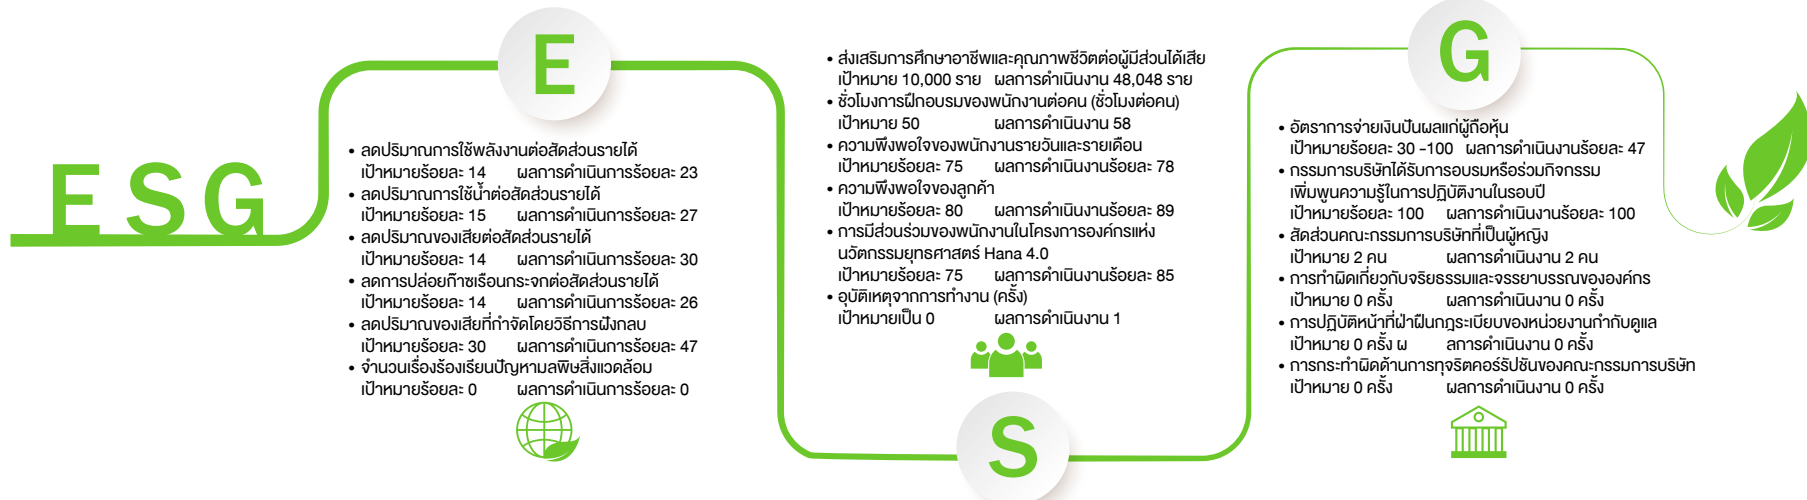 ESG
E
• ลดปริมาณการใช้พลังงานต่อสัดส่วนรายได้
เป้าหมายร้อยละ 14 ผลการดำเนินการร้อยละ 23
• ลดปริมาณการใช้น้ำต่อสัดส่วนรายได้
เป้าหมายร้อยละ 15 ผลการดำเนินการร้อยละ 27
• ลดปริมาณของเสียต่อสัดส่วนรายได้
เป้าหมายร้อยละ 14 ผลการดำเนินการร้อยละ 30
• ลดการปล่อยก๊าซเรือนกระจกต่อสัดส่วนรายได้
เป้าหมายร้อยละ 14 ผลการดำเนินการร้อยละ 26
• ลดปริมาณของเสียที่กำจัดโดยวิธีการฝังกลบ
เป้าหมายร้อยละ 30 ผลการดำเนินการร้อยละ 47
• จำนวนเรื่องร้องเรียนปัญหามลพิษสิ่งแวดล้อม
เป้าหมายร้อยละ 0 ผลการดำเนินการร้อยละ 0
• ส่งเสริมการศึกษาอาชีพและคุณภาพชีวิตต่อผู้มีส่วนได้เสีย
เป้าหมาย 10,000 ราย ผลการดำเนินงาน 48,048 ราย
• ชั่วโมงการฝึกอบรมของพนักงานต่อคน (ชั่วโมงต่อคน)
เป้าหมาย 50 ผลการดำเนินงาน 58
• ความพึงพอใจของพนักงานรายวันและรายเดือน
เป้าหมายร้อยละ 75 ผลการดำเนินงานร้อยละ 78
• ความพึงพอใจของลูกค้า
เป้าหมายร้อยละ 80 ผลการดำเนินงานร้อยละ 89
• การมีส่วนร่วมของพนักงานในโครงการองค์กรแห่ง
นวัตกรรมยุทธศาสตร์ Hana 4.0
เป้าหมายร้อยละ 75 ผลการดำเนินงานร้อยละ 85
• อุบัติเหตุจากการทำงาน (ครั้ง)
เป้าหมายเป็น 0 ผลการดำเนินงาน 1
S
G
• อัตราการจ่ายเงินปันผลแก่ผู้ถือหุ้น
เป้าหมายร้อยละ 30 -100 ผลการดำเนินงานร้อยละ 47
• กรรมการบริษัทได้รับการอบรมหรือร่วมกิจกรรม
เพิ่มพูนความรู้ในการปฏิบัติงานในรอบปี
เป้าหมายร้อยละ 100 ผลการดำเนินงานร้อยละ 100
• สัดส่วนคณะกรรมการบริษัทที่เป็นผู้หญิง
เป้าหมาย 2 คน ผลการดำเนินงาน 2 คน
• การทำผิดเกี่ยวกับจริยธรรมและจรรยาบรรณขององค์กร
เป้าหมาย 0 ครั้ง ผลการดำเนินงาน 0 ครั้ง
• การปฏิบัติหน้าที่ฝ่าฝืนกฎระเบียบของหน่วยงานกำกับดูแล
เป้าหมาย 0 ครั้ง ผ ลการดำเนินงาน 0 ครั้ง
• การกระทำผิดด้านการทุจริตคอร์รัปชันของคณะกรรมการบริษัท
เป้าหมาย 0 ครั้ง ผลการดำเนินงาน 0 ครั้ง